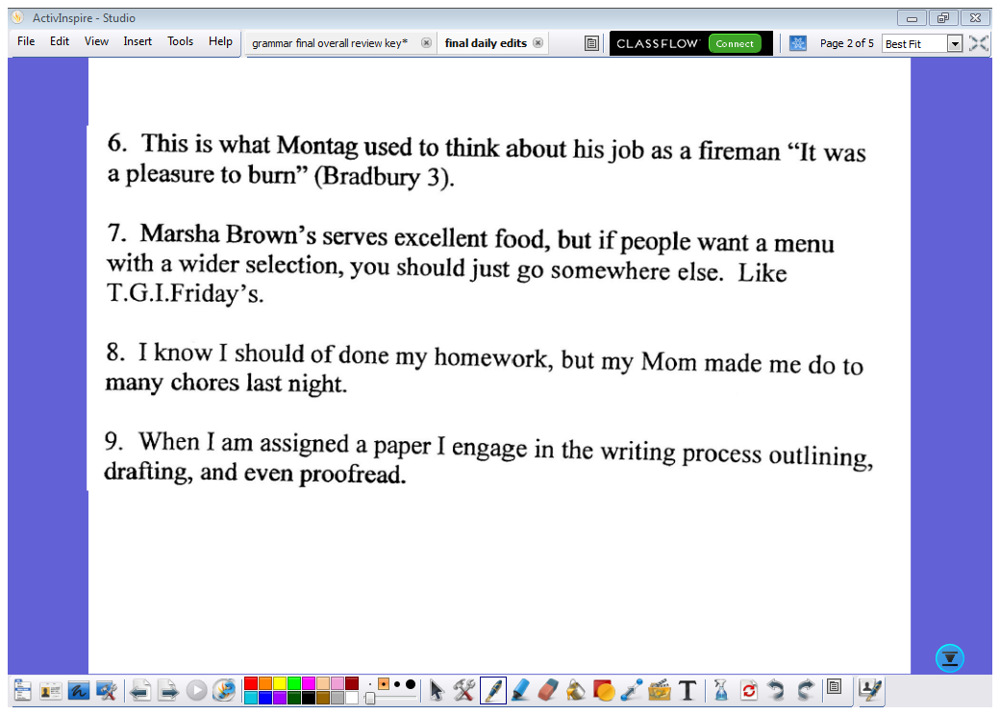 ActivInspire - Studio
File Edit View Insert Tools Help
grammar final overall review key* final daily edits CLASSFLOW Connect Page 2 of 5 Best Fit
6. This is what Montag used to think about his job as a fireman “It was
a pleasure to burn” (Bradbury 3).
7. Marsha Brown’s serves excellent food, but if people want a menu
with a wider selection, you should just go somewhere else. Like
T.G.I.Friday’s.
8. I know I should of done my homework, but my Mom made me do to
many chores last night.
9. When I am assigned a paper I engage in the writing process outlining,
drafting, and even proofread.
T